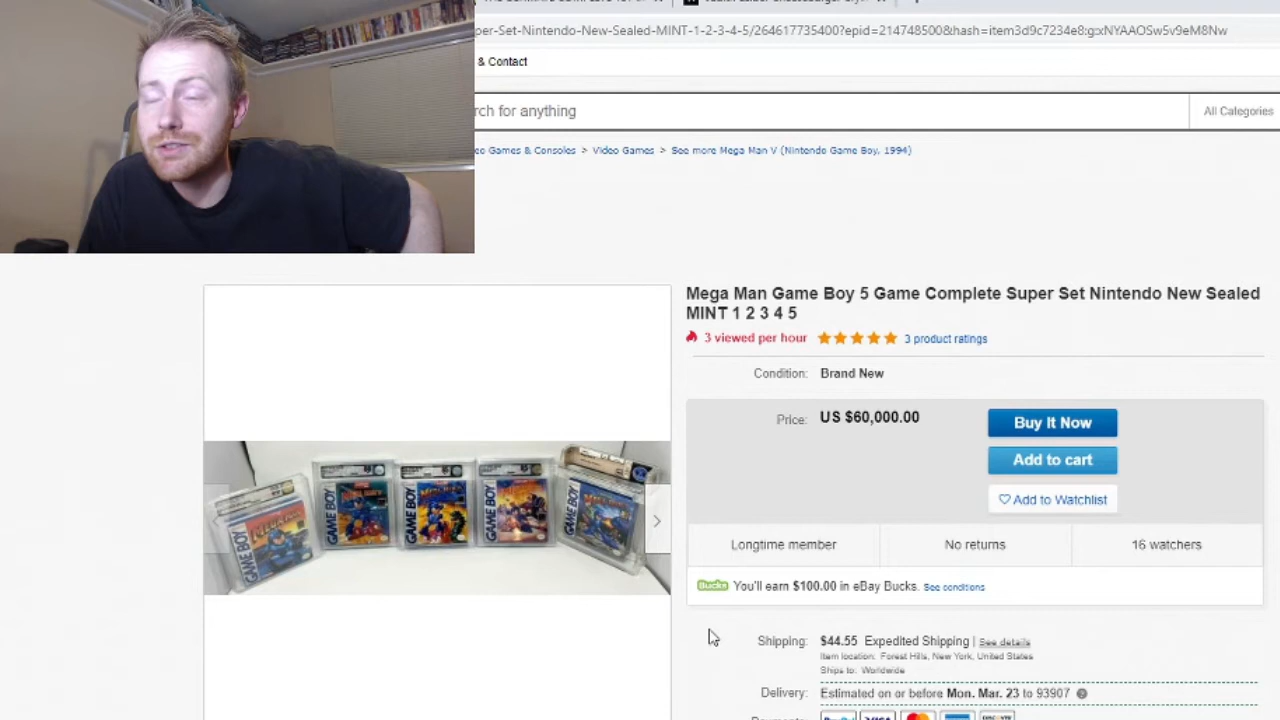 per-Set-Nintendo-New-Sealed-MINT-1-2-3-4-5/264617735400?epid=214748500&hash=item3d9c7234e8:g:xNYAAOSw5v9eM8Nw
& Contact
rch for anything
All Categories
eo Games & Consoles > Video Games > See more Mega Man V (Nintendo Game Boy, 1994)
Mega Man Game Boy 5 Game Complete Super Set Nintendo New Sealed
MINT 1 2 3 4 5
3 viewed per hour
3 product ratings
Condition: Brand New
Price: US $60,000.00
Buy It Now
Add to cart
Add to Watchlist
Longtime member
No returns
16 watchers
Bucks You'll earn $100.00 in eBay Bucks. See conditions
Shipping: $44.55 Expedited Shipping | See details
Item location: Forest Hills, New York, United States
Ships to: Worldwide
Delivery: Estimated on or before Mon. Mar. 23 to 93907
GAME BOY
GAME BOY
GAME BOY
GAME BOY
GAME BOY